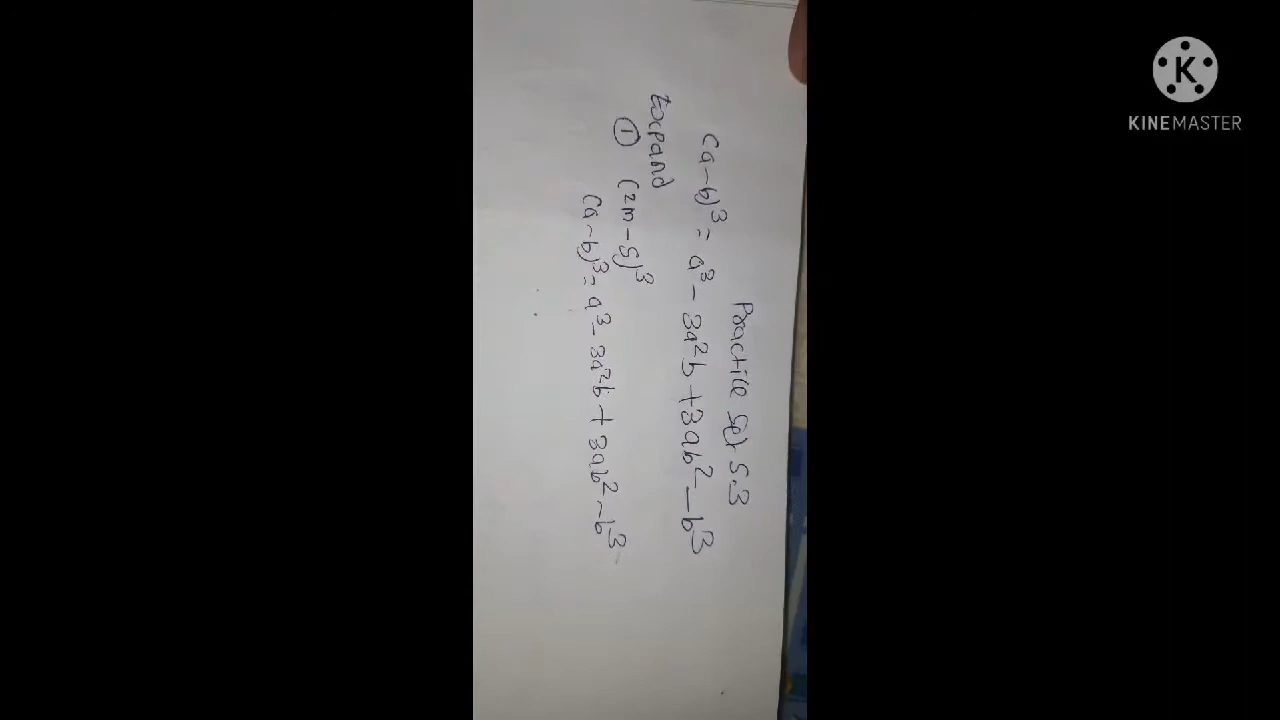 Practice Set 5.3
(a-b)³ = a³ - 3a²b + 3ab² - b³
Expand
① (2m-5)³
(a-b)³ = a³ - 3a²b + 3ab² - b³
KINEMASTER